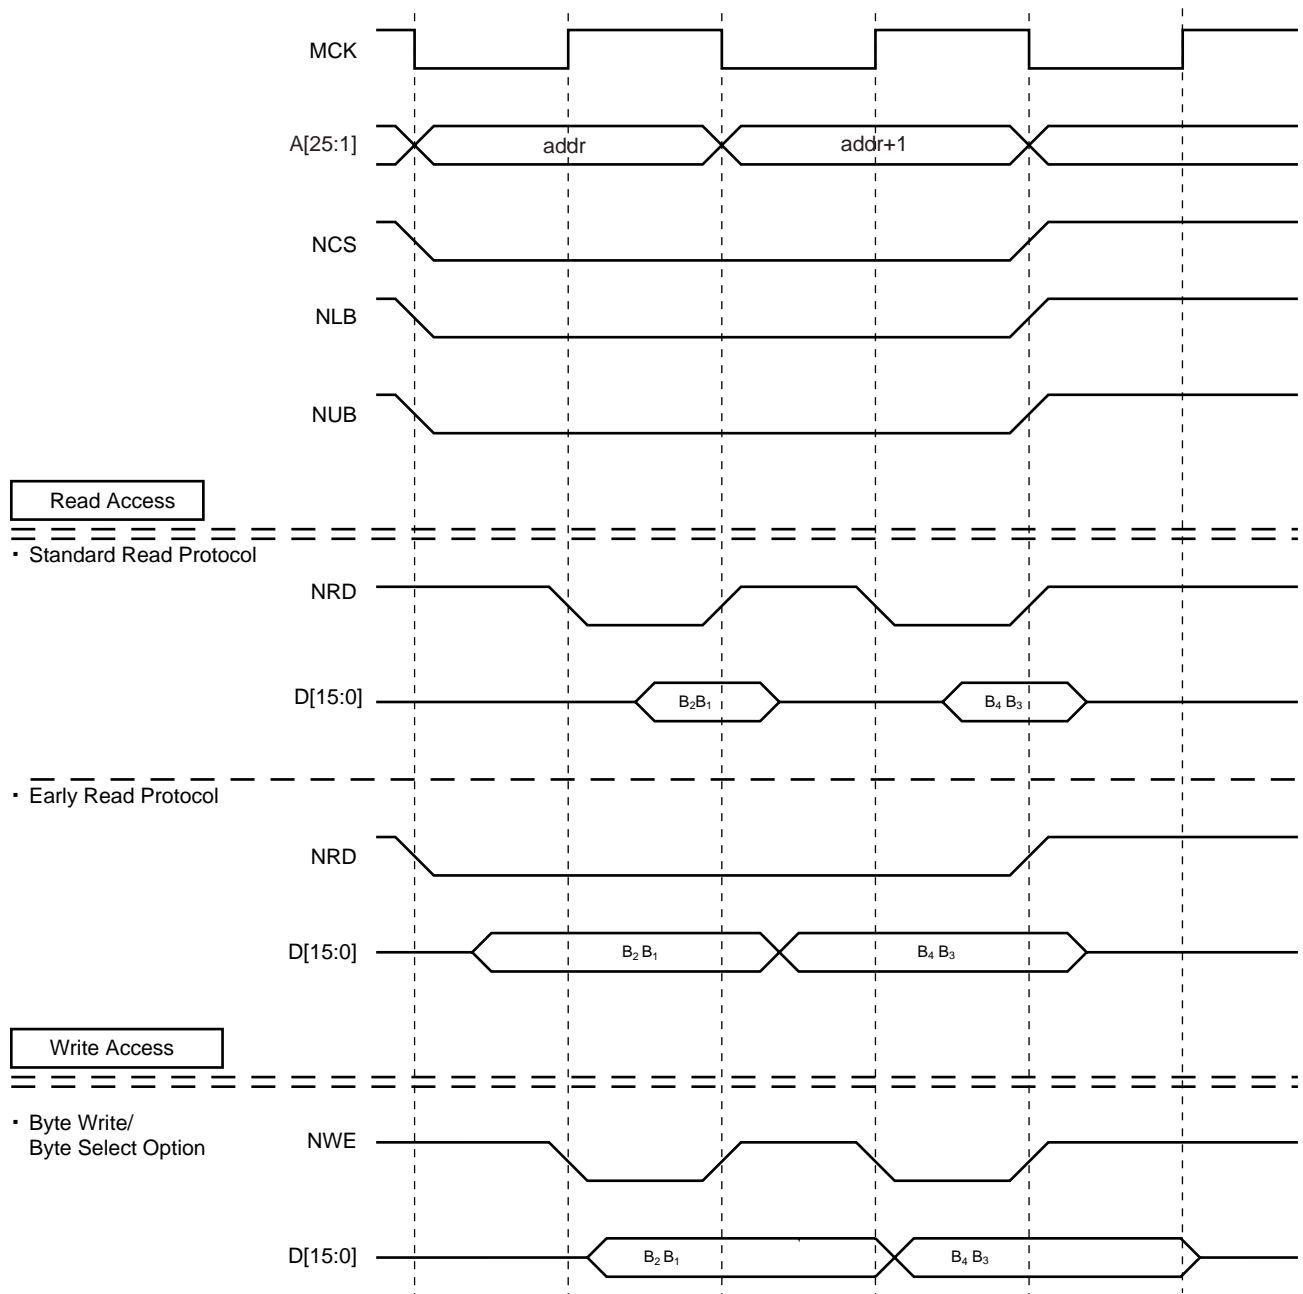 MCK
A[25:1] addr addr+1
NCS
NLB
NUB
Read Access
· Standard Read Protocol
NRD
D[15:0] B₂B₁ B₄ B₃
· Early Read Protocol
NRD
D[15:0] B₂ B₁ B₄ B₃
Write Access
· Byte Write/
Byte Select Option
NWE
D[15:0] B₂ B₁ B₄ B₃